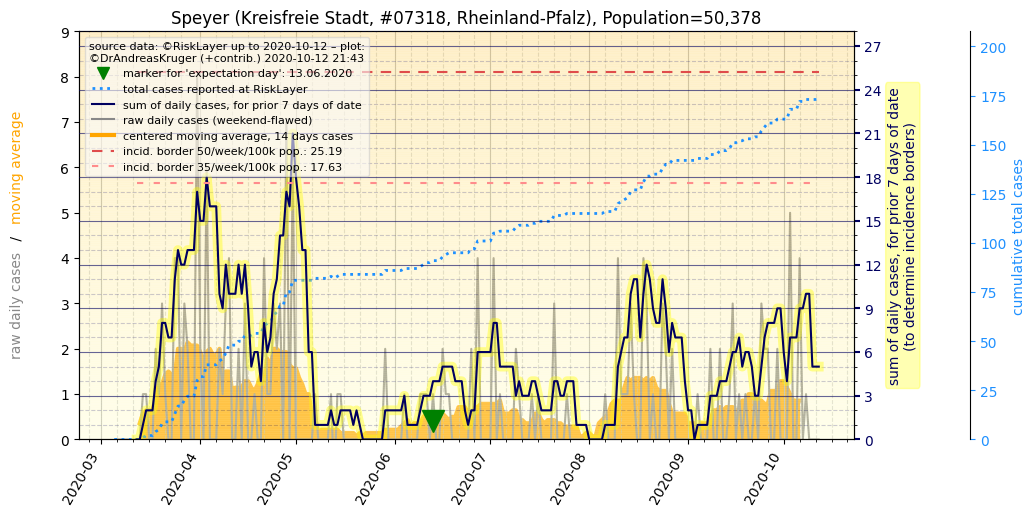 Speyer (Kreisfreie Stadt, #07318, Rheinland-Pfalz), Population=50,378
source data: ©RiskLayer up to 2020-10-12 – plot:
©DrAndreasKruger (+contrib.) 2020-10-12 21:43
marker for 'expectation day': 13.06.2020
total cases reported at RiskLayer
sum of daily cases, for prior 7 days of date
raw daily cases (weekend-flawed)
centered moving average, 14 days cases
incid. border 50/week/100k pop.: 25.19
incid. border 35/week/100k pop.: 17.63
raw daily cases / moving average
9
8
7
6
5
4
3
2
1
0
27
24
21
18
15
12
9
6
3
0
sum of daily cases, for prior 7 days of date
(to determine incidence borders)
200
175
150
125
100
75
50
25
0
cumulative total cases
2020-03
2020-04
2020-05
2020-06
2020-07
2020-08
2020-09
2020-10